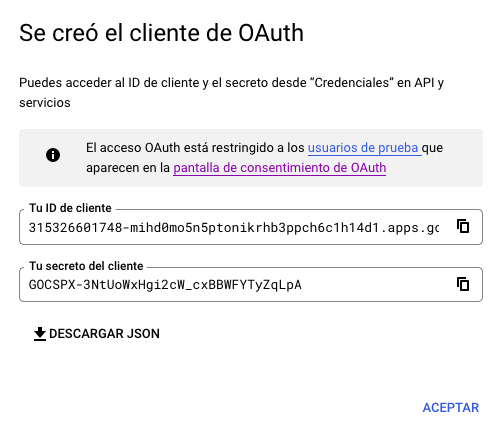 Se creó el cliente de OAuth
Puedes acceder al ID de cliente y el secreto desde “Credenciales” en API y
servicios
El acceso OAuth está restringido a los usuarios de prueba que
aparecen en la pantalla de consentimiento de OAuth
Tu ID de cliente
315326601748-mihd0mo5n5ptonikrhb3ppch6c1h14d1.apps.gc
Tu secreto del cliente
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
DESCARGAR JSON
ACEPTAR